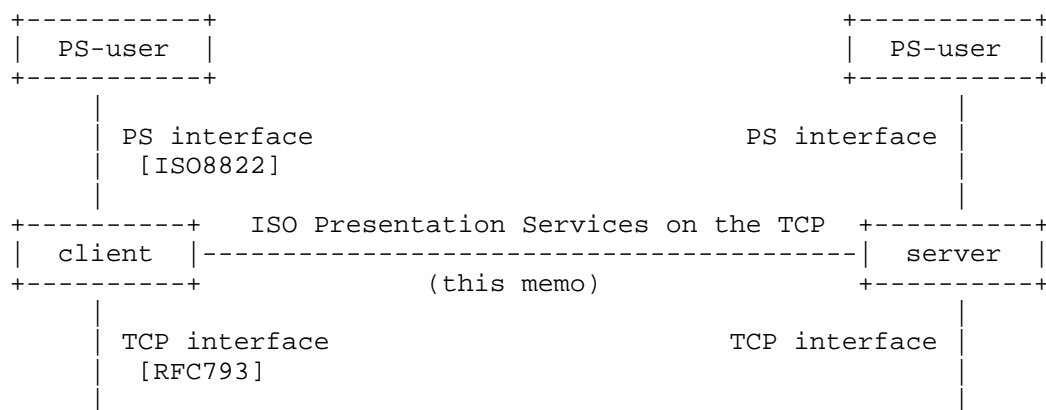 PS-user PS-user
PS interface PS interface
[ISO8822]
ISO Presentation Services on the TCP
client server
(this memo)
TCP interface TCP interface
[RFC793]